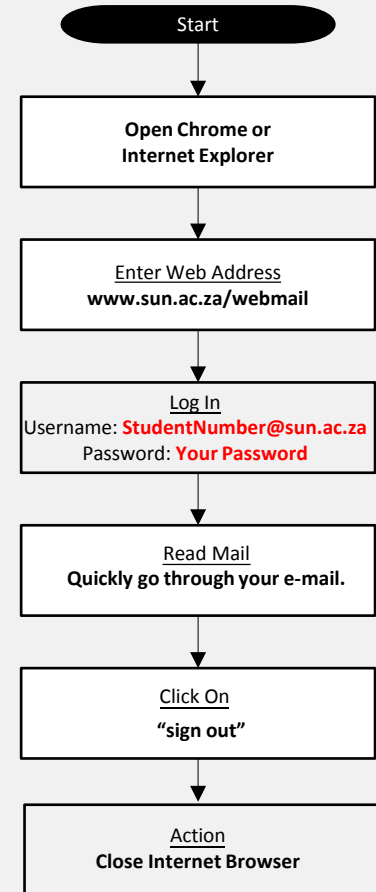 Start
Open Chrome or
Internet Explorer
Enter Web Address
www.sun.ac.za/webmail
Log In
Username: StudentNumber@sun.ac.za
Password: Your Password
Read Mail
Quickly go through your e-mail.
Click On
“sign out”
Action
Close Internet Browser